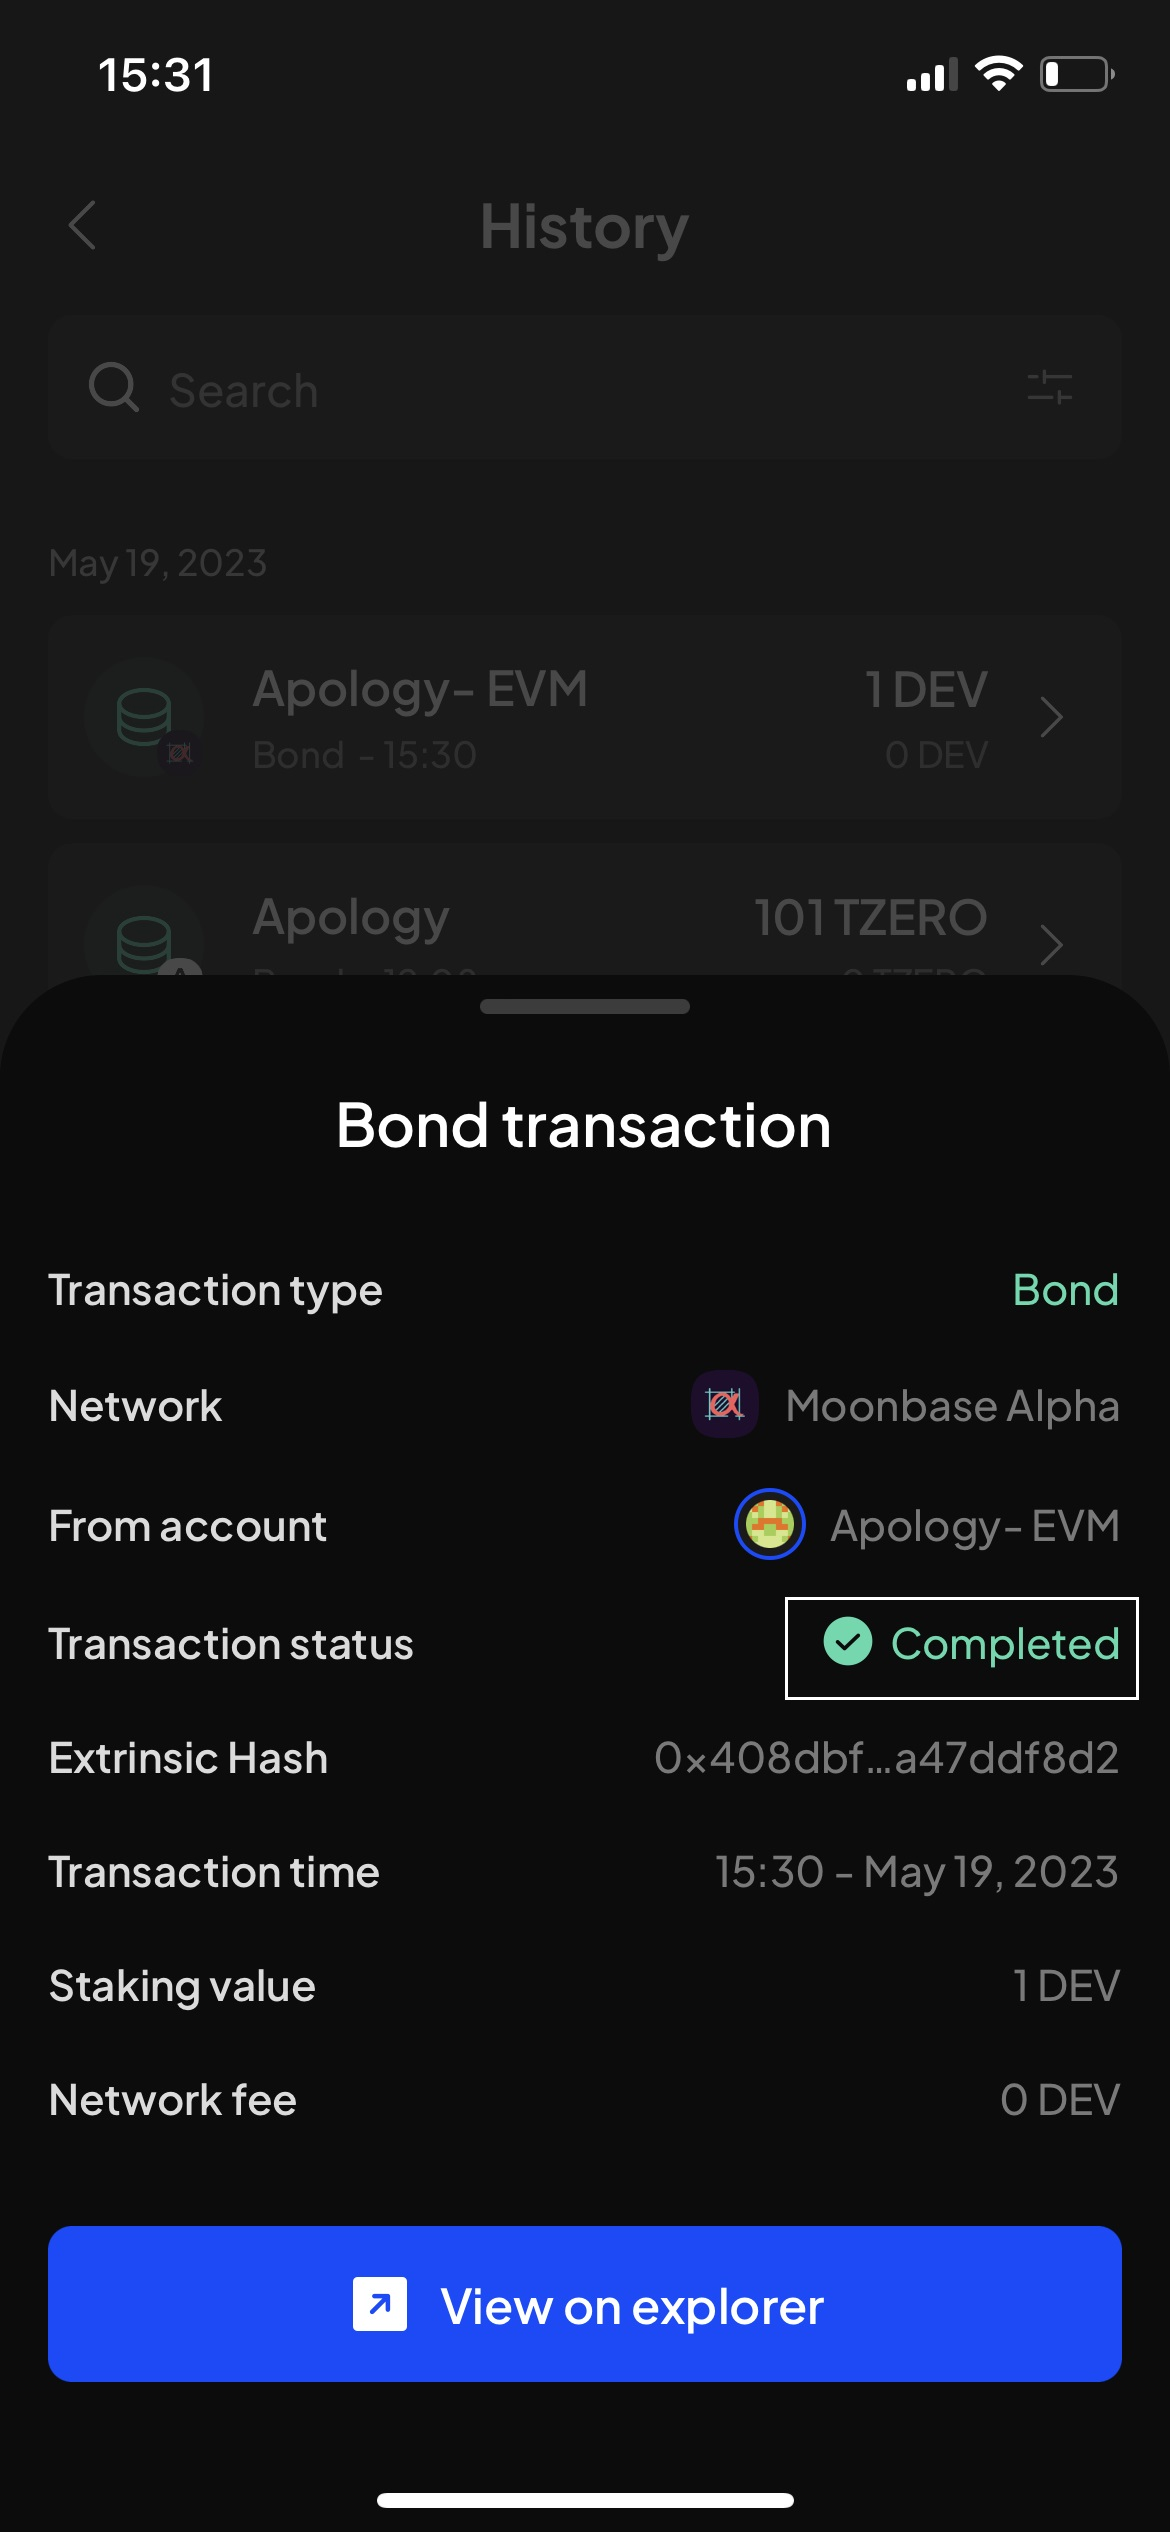 15:31
History
Search
May 19, 2023
Apology- EVM
1 DEV
Bond - 15:30
0 DEV
Apology
101 TZERO
Bond transaction
Transaction type
Bond
Network
Moonbase Alpha
From account
Apology- EVM
Transaction status
Completed
Extrinsic Hash
0x408dbf...a47ddf8d2
Transaction time
15:30 - May 19, 2023
Staking value
1 DEV
Network fee
0 DEV
View on explorer